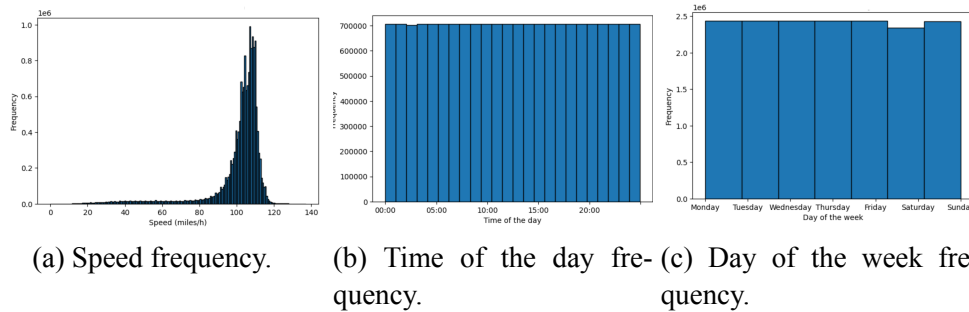 1e6
1.0
0.8
0.6
0.4
0.2
0.0
Frequency
0 20 40 60 80 100 120 140
Speed (miles/h)
(a) Speed frequency.
700000
600000
500000
400000
300000
200000
100000
0
Frequency
00:00 05:00 10:00 15:00 20:00
Time of the day
(b) Time of the day fre-
quency.
1e6
2.5
2.0
1.5
1.0
0.5
0.0
Frequency
Monday Tuesday Wednesday Thursday Friday Saturday Sunda
Day of the week
(c) Day of the week fre
quency.